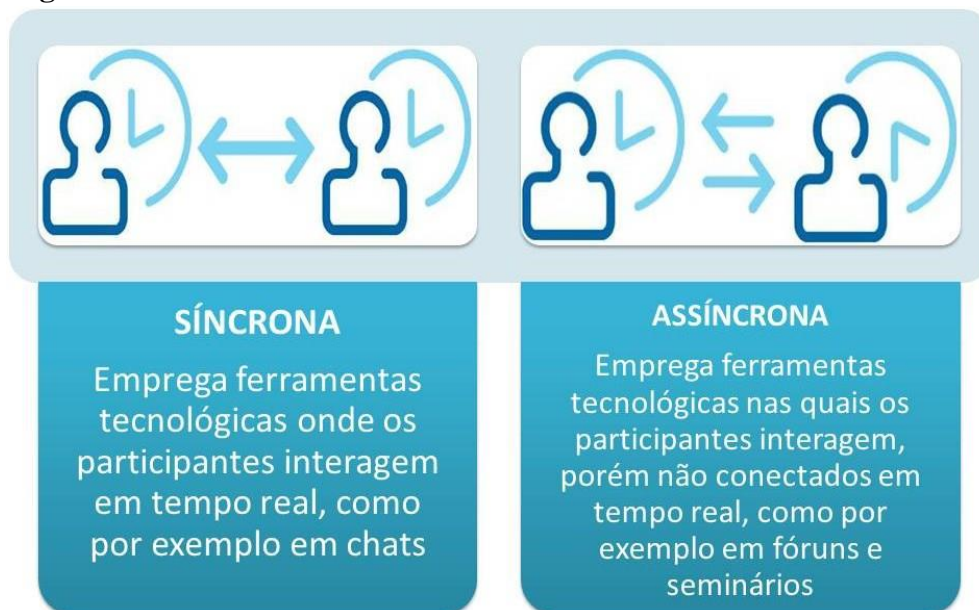 SÍNCRONA
Emprega ferramentas
tecnológicas onde os
participantes interagem
em tempo real, como
por exemplo em chats
ASSÍNCRONA
Emprega ferramentas
tecnológicas nas quais os
participantes interagem,
porém não conectados em
tempo real, como por
exemplo em fóruns e
seminários